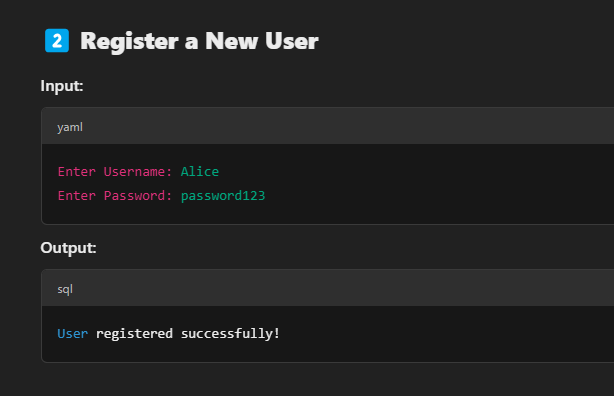 2 Register a New User
Input:
yaml
Enter Username: Alice
Enter Password: password123
Output:
sql
User registered successfully!